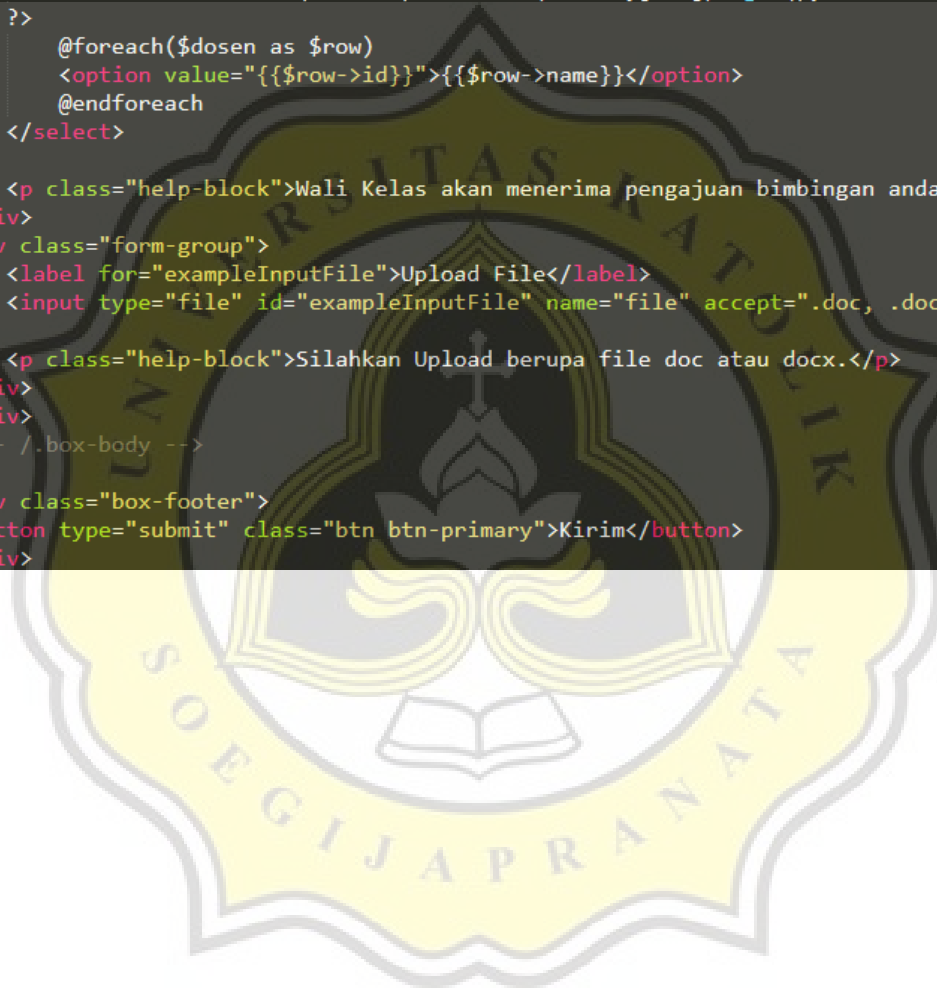 ?>
@foreach($dosen as $row)
<option value="{{$row->id}}">{{$row->name}}</option>
@endforeach
</select>
<p class="help-block">Wali Kelas akan menerima pengajuan bimbingan anda
iv>
class="form-group">
<label for="exampleInputFile">Upload File</label>
<input type="file" id="exampleInputFile" name="file" accept=".doc, .doc
<p class="help-block">Silahkan Upload berupa file doc atau docx.</p>
iv>
iv>
- /.box-body -->
class="box-footer">
tton type="submit" class="btn btn-primary">Kirim</button>
iv>
UNIVERSITAS KATOLIK
SOEGIJAPRANATA